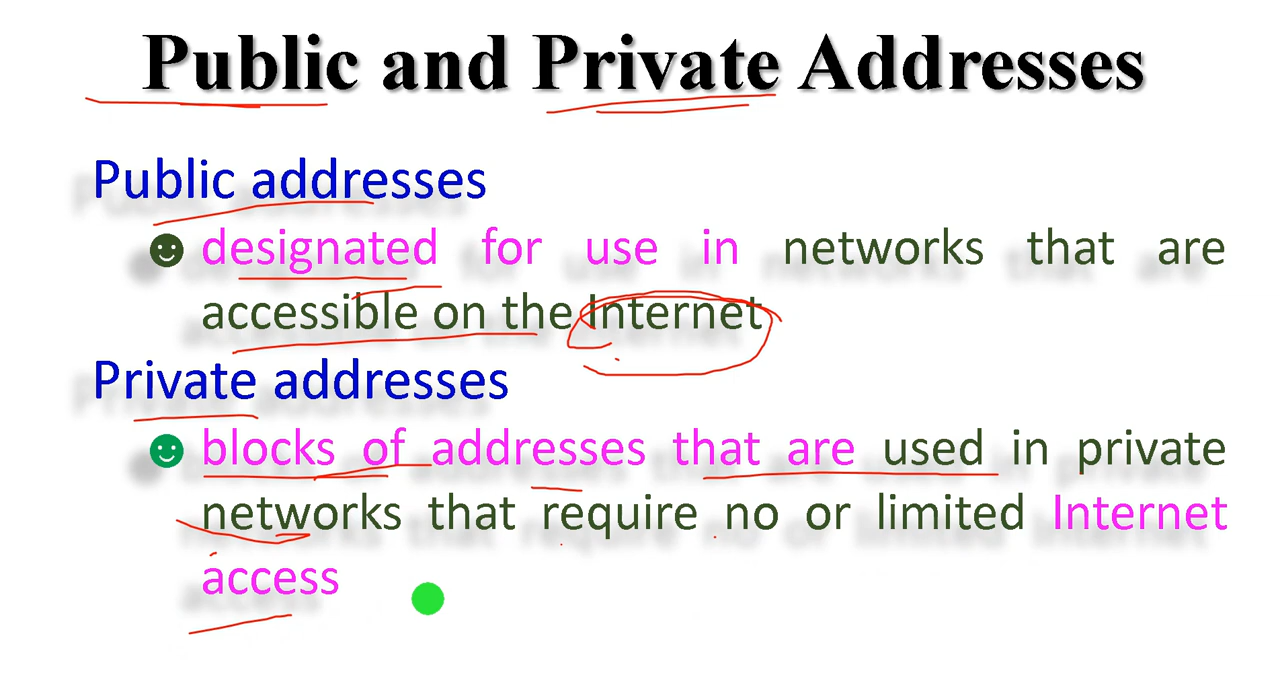 Public and Private Addresses
Public addresses
designated for use in networks that are
accessible on the Internet
Private addresses
blocks of addresses that are used in private
networks that require no or limited Internet
access